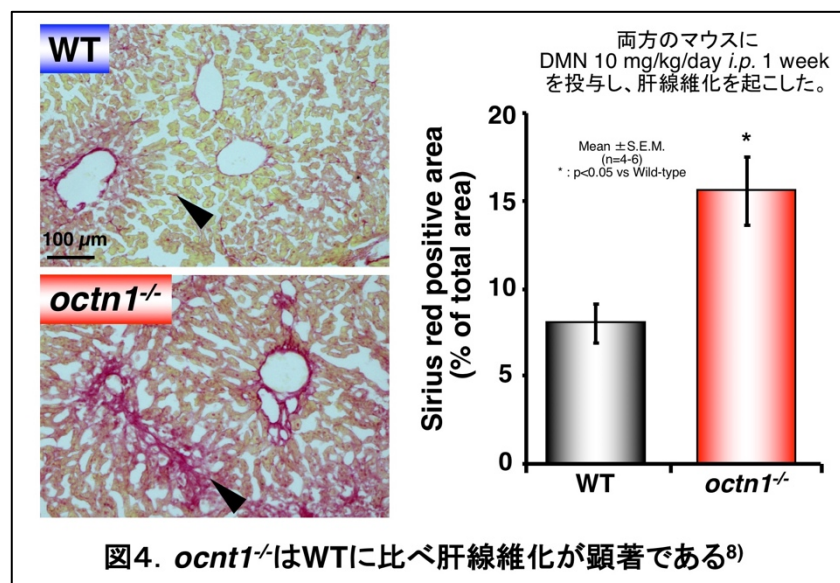 WT
100 µm
octn1-/-
両方のマウスに
DMN 10 mg/kg/day i.p. 1 week
を投与し、肝線維化を起こした。
Sirius red positive area
(% of total area)
20
15
10
5
0
Mean ±S.E.M.
(n=4-6)
* : p<0.05 vs Wild-type
*
WT
octn1-/-
図4. ocnt1-/-はWTに比べ肝線維化が顕著である8)